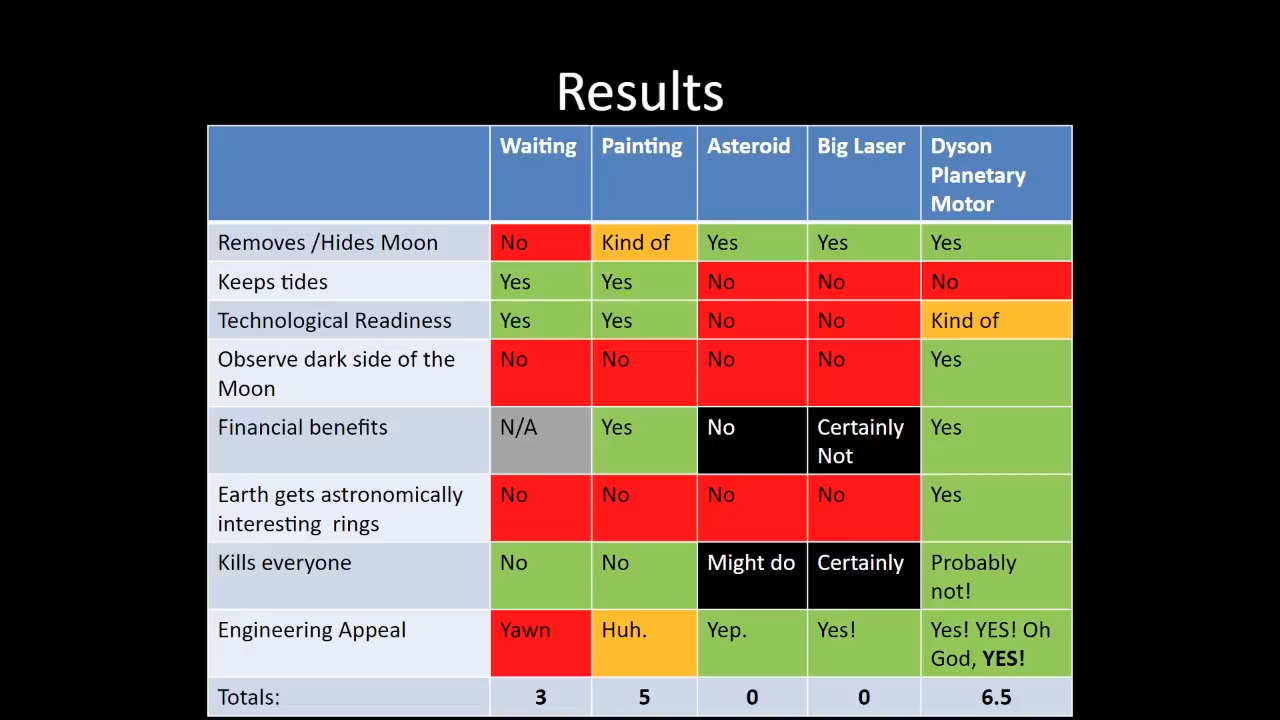 Results
Waiting Painting Asteroid Big Laser Dyson Planetary Motor
Removes /Hides Moon No Kind of Yes Yes Yes
Keeps tides Yes Yes No No No
Technological Readiness Yes Yes No No Kind of
Observe dark side of the Moon No No No No Yes
Financial benefits N/A Yes No Certainly Not Yes
Earth gets astronomically interesting rings No No No No Yes
Kills everyone No No Might do Certainly Probably not!
Engineering Appeal Yawn Huh. Yep. Yes! Yes! YES! Oh God, YES!
Totals: 3 5 0 0 6.5